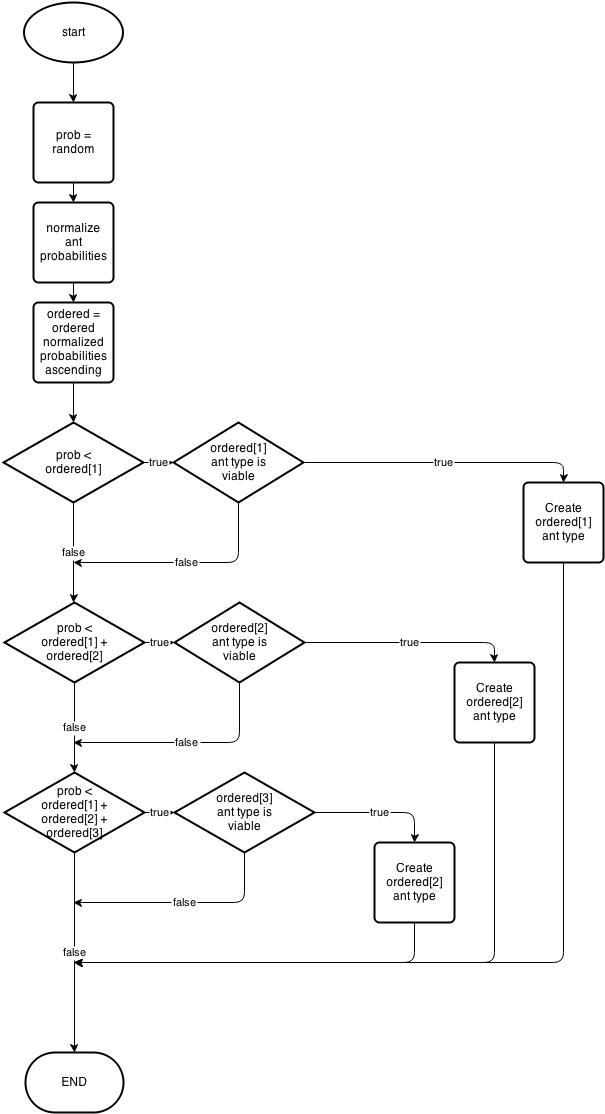 start
prob =
random
normalize
ant
probabilities
ordered =
ordered
normalized
probabilities
ascending
prob <
ordered[1]
true
ordered[1]
ant type is
viable
true
Create
ordered[1]
ant type
false
false
prob <
ordered[1] +
ordered[2]
true
ordered[2]
ant type is
viable
true
Create
ordered[2]
ant type
false
false
prob <
ordered[1] +
ordered[2] +
ordered[3]
true
ordered[3]
ant type is
viable
true
Create
ordered[2]
ant type
false
false
END